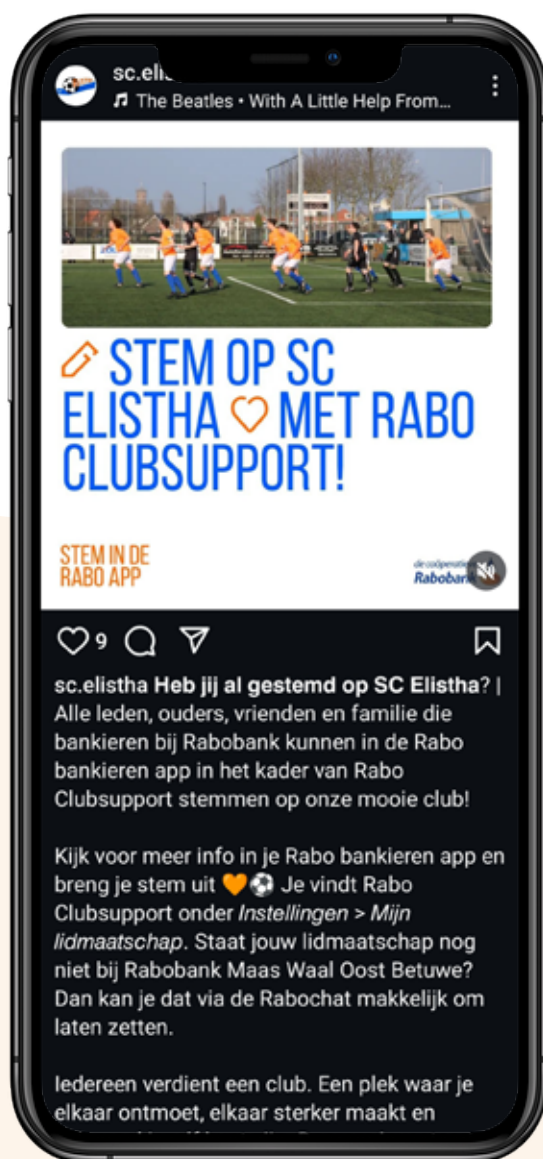 sc.elis
The Beatles • With A Little Help From...
STEM OP SC
ELISTHA MET RABO
CLUBSUPPORT!
STEM IN DE
RABO APP
de coöperatie
Rabobank
9
sc.elistha Heb jij al gestemd op SC Elistha? |
Alle leden, ouders, vrienden en familie die
bankieren bij Rabobank kunnen in de Rabo
bankieren app in het kader van Rabo
Clubsupport stemmen op onze mooie club!
Kijk voor meer info in je Rabo bankieren app en
breng je stem uit 🧡⚽ Je vindt Rabo
Clubsupport onder Instellingen > Mijn
lidmaatschap. Staat jouw lidmaatschap nog
niet bij Rabobank Maas Waal Oost Betuwe?
Dan kan je dat via de Rabochat makkelijk om
laten zetten.
Iedereen verdient een club. Een plek waar je
elkaar ontmoet, elkaar sterker maakt en